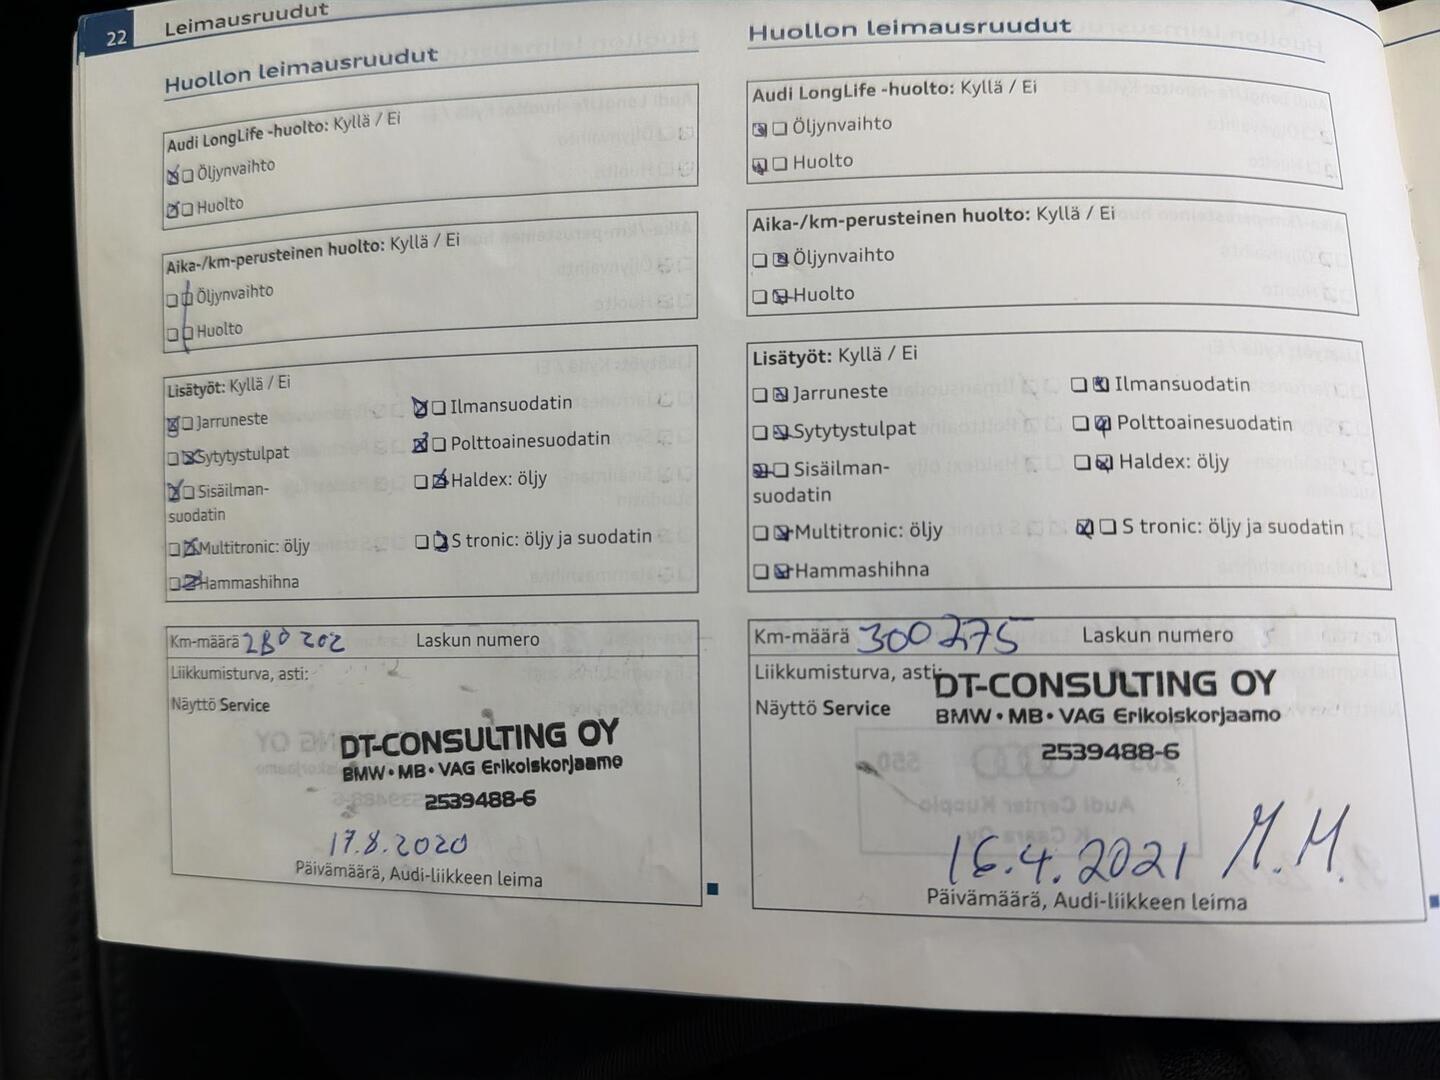 22 Leimausruudut
Huollon leimausruudut
Audi LongLife -huolto: Kyllä / Ei
Öljynvaihto
Huolto
Aika-/km-perusteinen huolto: Kyllä / Ei
Öljynvaihto
Huolto
Lisätyöt: Kyllä / Ei
Jarruneste
Ilmansuodatin
Sytytystulpat
Polttoainesuodatin
Sisäilman-
suodatin
Haldex: öljy
Multitronic: öljy
S tronic: öljy ja suodatin
Hammashihna
Km-määrä 280 202 Laskun numero
Liikkumisturva, asti:
Näyttö Service
DT-CONSULTING OY
BMW • MB • VAG Erikoiskorjaamo
2539488-6
17.8.2020
Päivämäärä, Audi-liikkeen leima
Huollon leimausruudut
Audi LongLife -huolto: Kyllä / Ei
Öljynvaihto
Huolto
Aika-/km-perusteinen huolto: Kyllä / Ei
Öljynvaihto
Huolto
Lisätyöt: Kyllä / Ei
Jarruneste
Ilmansuodatin
Sytytystulpat
Polttoainesuodatin
Sisäilman-
suodatin
Haldex: öljy
Multitronic: öljy
S tronic: öljy ja suodatin
Hammashihna
Km-määrä 300275 Laskun numero
Liikkumisturva, asti:
Näyttö Service
DT-CONSULTING OY
BMW • MB • VAG Erikoiskorjaamo
2539488-6
16.4.2021 M.M.
Päivämäärä, Audi-liikkeen leima